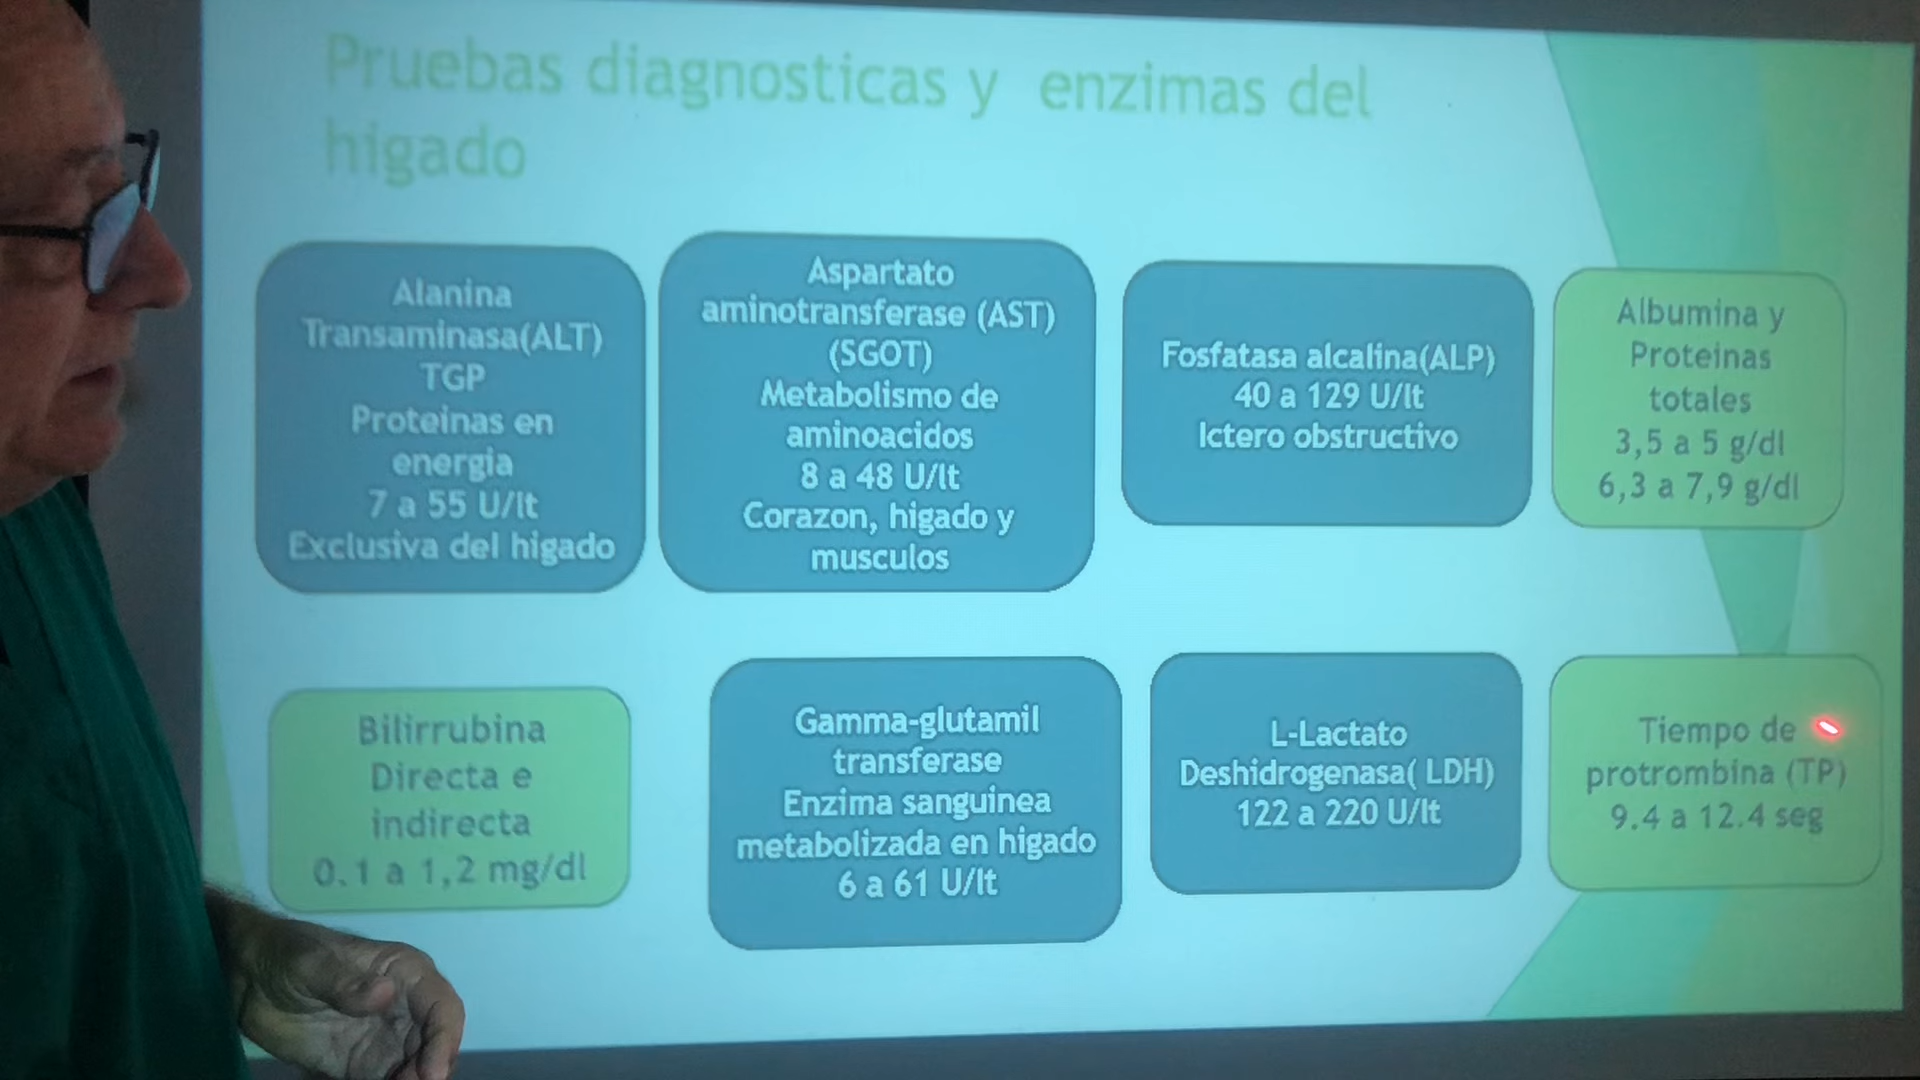 Pruebas diagnosticas y enzimas del
higado
Alanina
Transaminasa(ALT)
TGP
Proteinas en
energia
7 a 55 U/lt
Exclusiva del higado
Aspartato
aminotransferase (AST)
(SGOT)
Metabolismo de
aminoacidos
8 a 48 U/lt
Corazon, higado y
musculos
Fosfatasa alcalina(ALP)
40 a 129 U/lt
Ictero obstructivo
Albumina y
Proteinas
totales
3,5 a 5 g/dl
6,3 a 7,9 g/dl
Bilirrubina
Directa e
indirecta
0.1 a 1,2 mg/dl
Gamma-glutamil
transferase
Enzima sanguinea
metabolizada en higado
6 a 61 U/lt
L-Lactato
Deshidrogenasa( LDH)
122 a 220 U/lt
Tiempo de
protrombina (TP)
9.4 a 12.4 seg